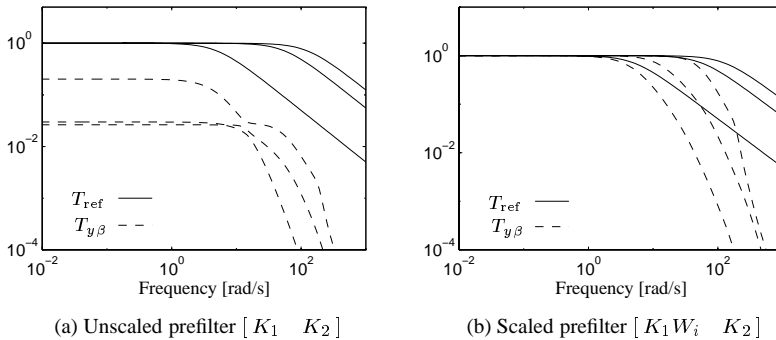 10^0
10^-2
10^-4
T_ref
T_yβ
10^-2
10^0
10^2
Frequency [rad/s]
(a) Unscaled prefilter [ K_1 K_2 ]
10^0
10^-2
10^-4
T_ref
T_yβ
10^-2
10^0
10^2
Frequency [rad/s]
(b) Scaled prefilter [ K_1 W_i K_2 ]